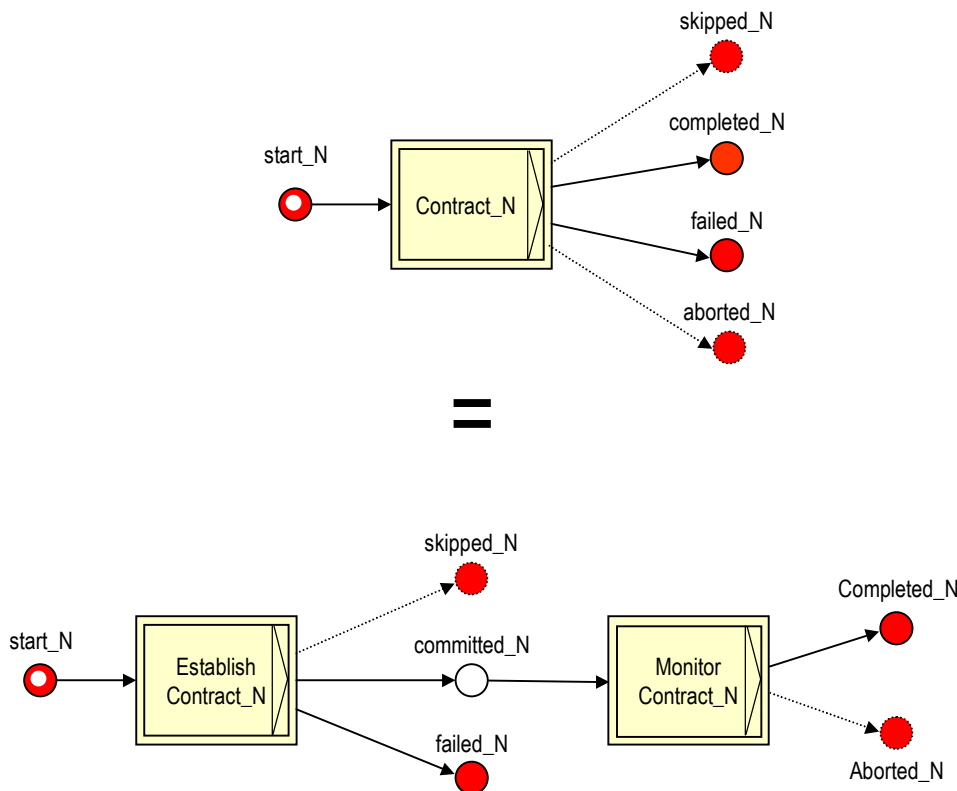 skipped_N
completed_N
start_N
Contract_N
failed_N
aborted_N
=
skipped_N
Completed_N
start_N
committed_N
Establish
Contract_N
Monitor
Contract_N
failed_N
Aborted_N